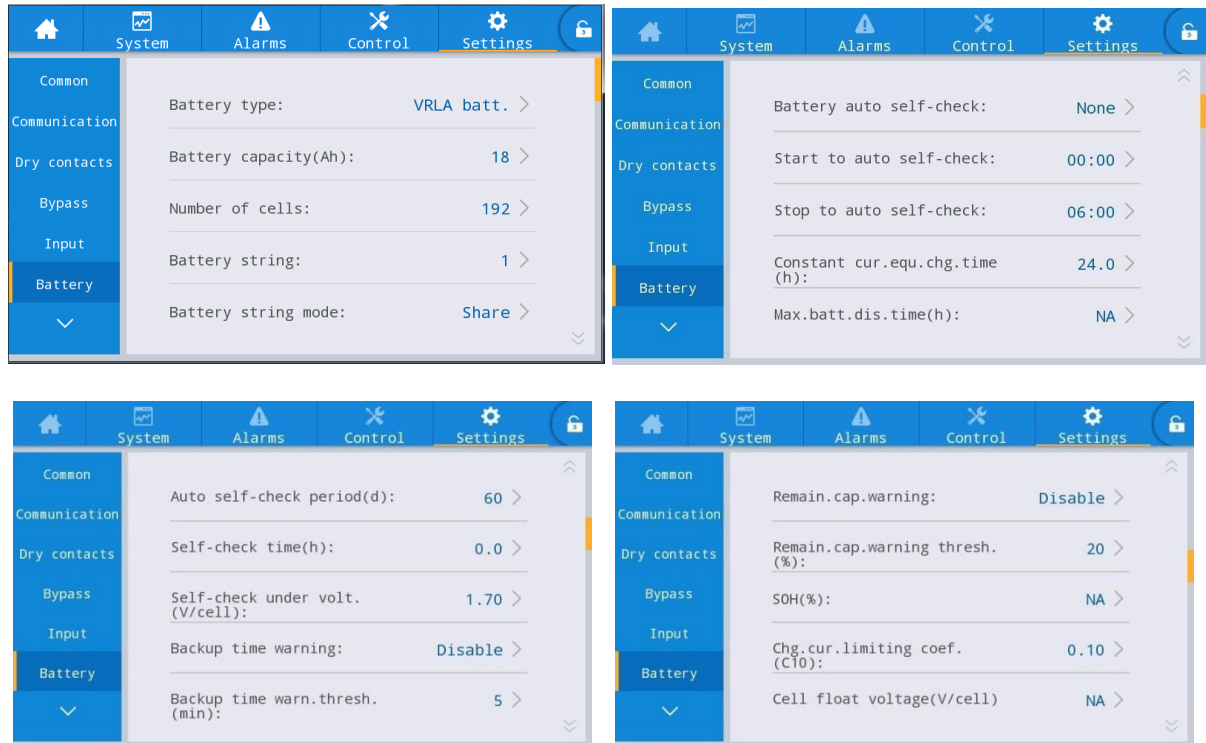 System Alarms Control Settings
Common
Communication
Dry contacts
Bypass
Input
Battery
Battery type: VRLA batt.
Battery capacity(Ah): 18
Number of cells: 192
Battery string: 1
Battery string mode: Share
System Alarms Control Settings
Common
Communication
Dry contacts
Bypass
Input
Battery
Battery auto self-check: None
Start to auto self-check: 00:00
Stop to auto self-check: 06:00
Constant cur.equ.chg.time
(h): 24.0
Max.batt.dis.time(h): NA
System Alarms Control Settings
Common
Communication
Dry contacts
Bypass
Input
Battery
Auto self-check period(d): 60
Self-check time(h): 0.0
Self-check under volt.
(V/cell): 1.70
Backup time warning: Disable
Backup time warn.thresh.
(min): 5
System Alarms Control Settings
Common
Communication
Dry contacts
Bypass
Input
Battery
Remain.cap.warning: Disable
Remain.cap.warning thresh.
(%): 20
SOH(%): NA
Chg.cur.limiting coef.
(C10): 0.10
Cell float voltage(V/cell) NA